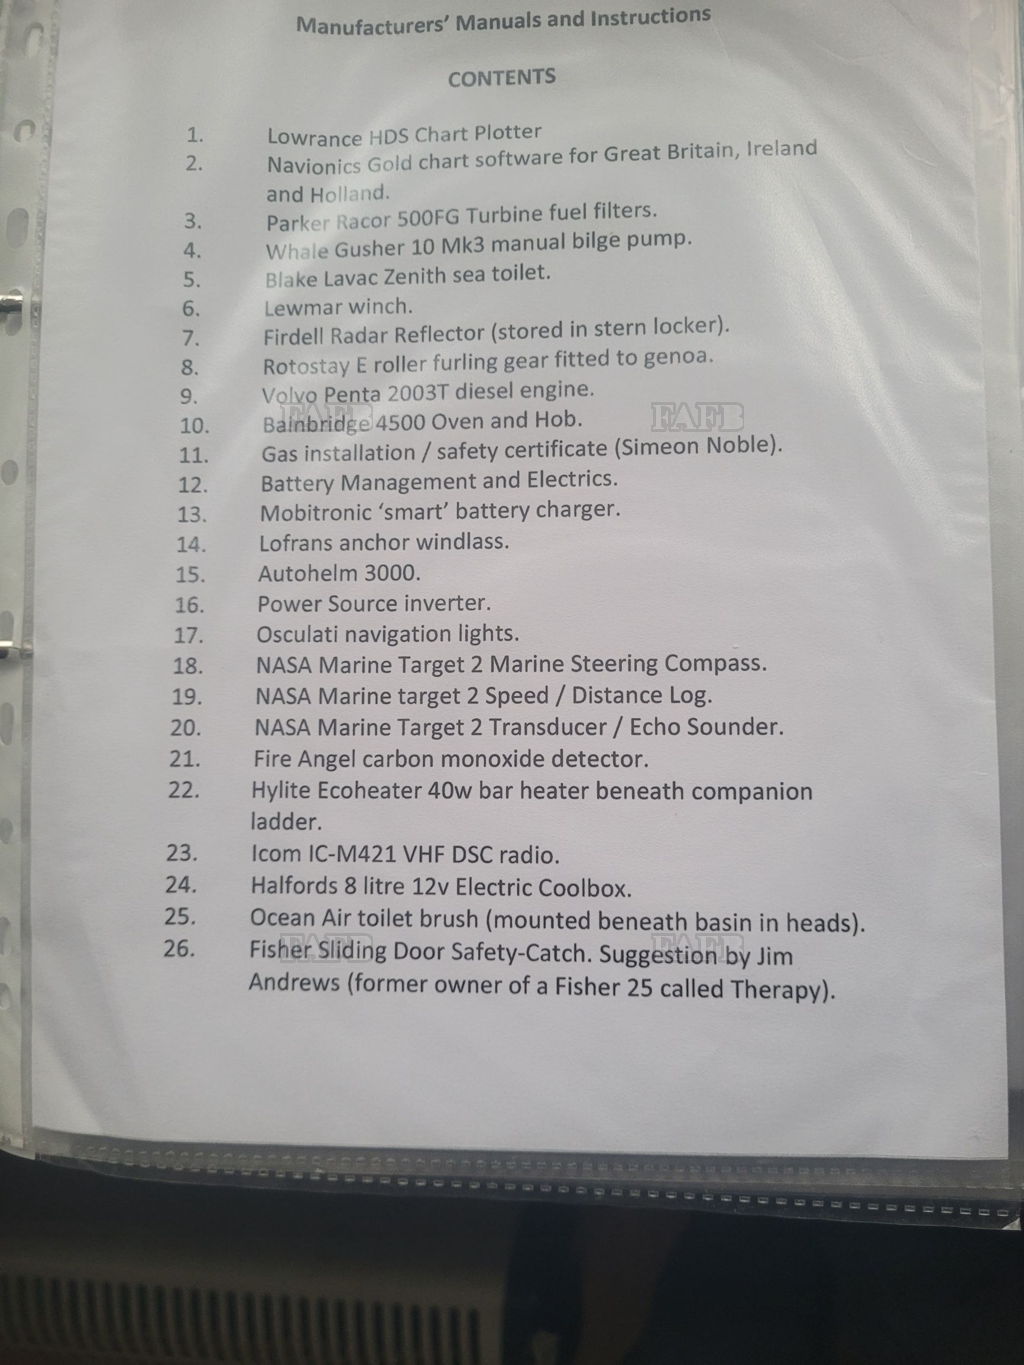 Manufacturers' Manuals and Instructions
CONTENTS
1. Lowrance HDS Chart Plotter
2. Navionics Gold chart software for Great Britain, Ireland
and Holland.
3. Parker Racor 500FG Turbine fuel filters.
4. Whale Gusher 10 Mk3 manual bilge pump.
5. Blake Lavac Zenith sea toilet.
6. Lewmar winch.
7. Firdell Radar Reflector (stored in stern locker).
8. Rotostay E roller furling gear fitted to genoa.
9. Volvo Penta 2003T diesel engine.
10. Bainbridge 4500 Oven and Hob.
FAFB FAFB
11. Gas installation / safety certificate (Simeon Noble).
12. Battery Management and Electrics.
13. Mobitronic ‘smart’ battery charger.
14. Lofrans anchor windlass.
15. Autohelm 3000.
16. Power Source inverter.
17. Osculati navigation lights.
18. NASA Marine Target 2 Marine Steering Compass.
19. NASA Marine target 2 Speed / Distance Log.
20. NASA Marine Target 2 Transducer / Echo Sounder.
21. Fire Angel carbon monoxide detector.
22. Hylite Ecoheater 40w bar heater beneath companion
ladder.
23. Icom IC-M421 VHF DSC radio.
24. Halfords 8 litre 12v Electric Coolbox.
25. Ocean Air toilet brush (mounted beneath basin in heads).
26. Fisher Sliding Door Safety-Catch. Suggestion by Jim
FAFB FAFB
Andrews (former owner of a Fisher 25 called Therapy).